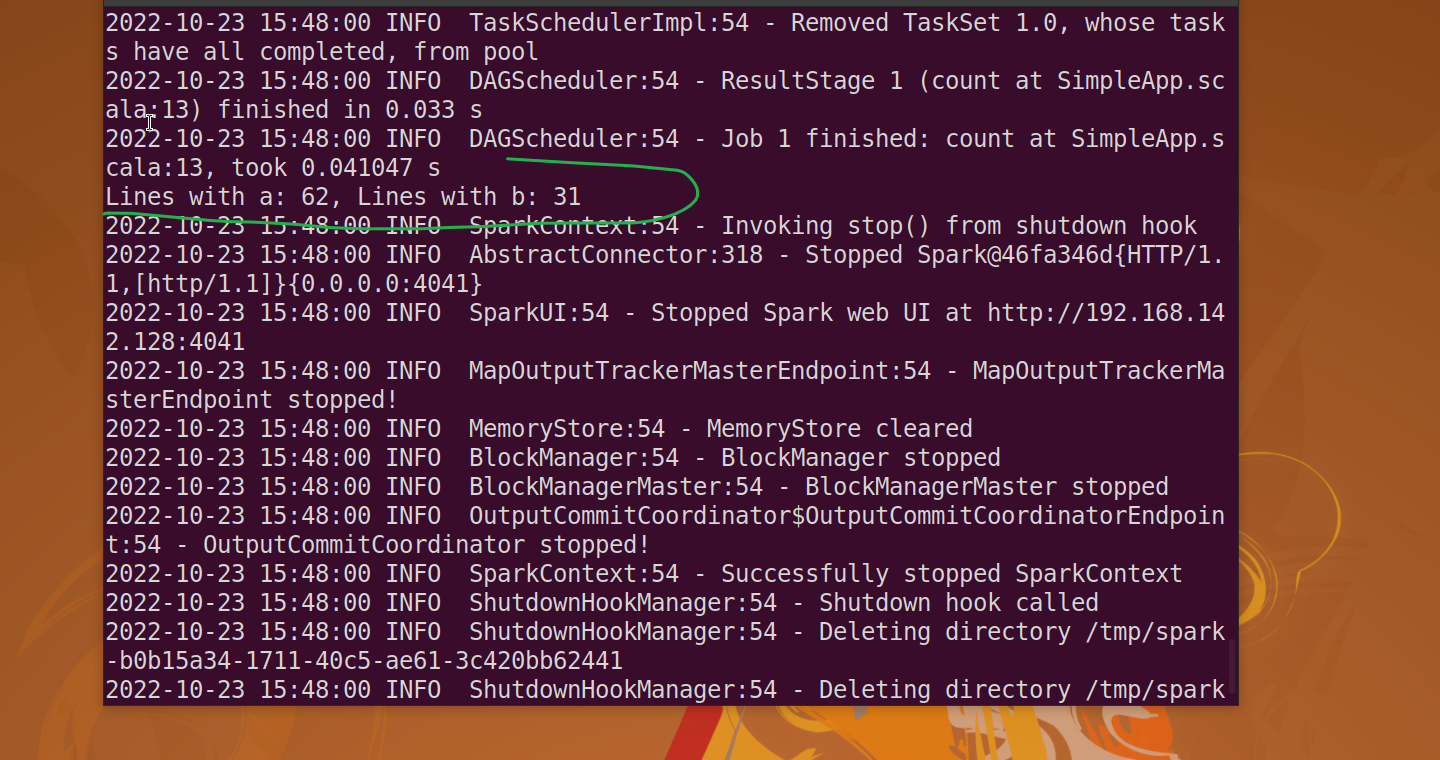 2022-10-23 15:48:00 INFO  TaskSchedulerImpl:54 - Removed TaskSet 1.0, whose task
s have all completed, from pool
2022-10-23 15:48:00 INFO  DAGScheduler:54 - ResultStage 1 (count at SimpleApp.sc
ala:13) finished in 0.033 s
2022-10-23 15:48:00 INFO  DAGScheduler:54 - Job 1 finished: count at SimpleApp.s
cala:13, took 0.041047 s
Lines with a: 62, Lines with b: 31
2022-10-23 15:48:00 INFO  SparkContext:54 - Invoking stop() from shutdown hook
2022-10-23 15:48:00 INFO  AbstractConnector:318 - Stopped Spark@46fa346d{HTTP/1.
1,[http/1.1]}{0.0.0.0:4041}
2022-10-23 15:48:00 INFO  SparkUI:54 - Stopped Spark web UI at http://192.168.14
2.128:4041
2022-10-23 15:48:00 INFO  MapOutputTrackerMasterEndpoint:54 - MapOutputTrackerMa
sterEndpoint stopped!
2022-10-23 15:48:00 INFO  MemoryStore:54 - MemoryStore cleared
2022-10-23 15:48:00 INFO  BlockManager:54 - BlockManager stopped
2022-10-23 15:48:00 INFO  BlockManagerMaster:54 - BlockManagerMaster stopped
2022-10-23 15:48:00 INFO  OutputCommitCoordinator$OutputCommitCoordinatorEndpoin
t:54 - OutputCommitCoordinator stopped!
2022-10-23 15:48:00 INFO  SparkContext:54 - Successfully stopped SparkContext
2022-10-23 15:48:00 INFO  ShutdownHookManager:54 - Shutdown hook called
2022-10-23 15:48:00 INFO  ShutdownHookManager:54 - Deleting directory /tmp/spark
-b0b15a34-1711-40c5-ae61-3c420bb62441
2022-10-23 15:48:00 INFO  ShutdownHookManager:54 - Deleting directory /tmp/spark